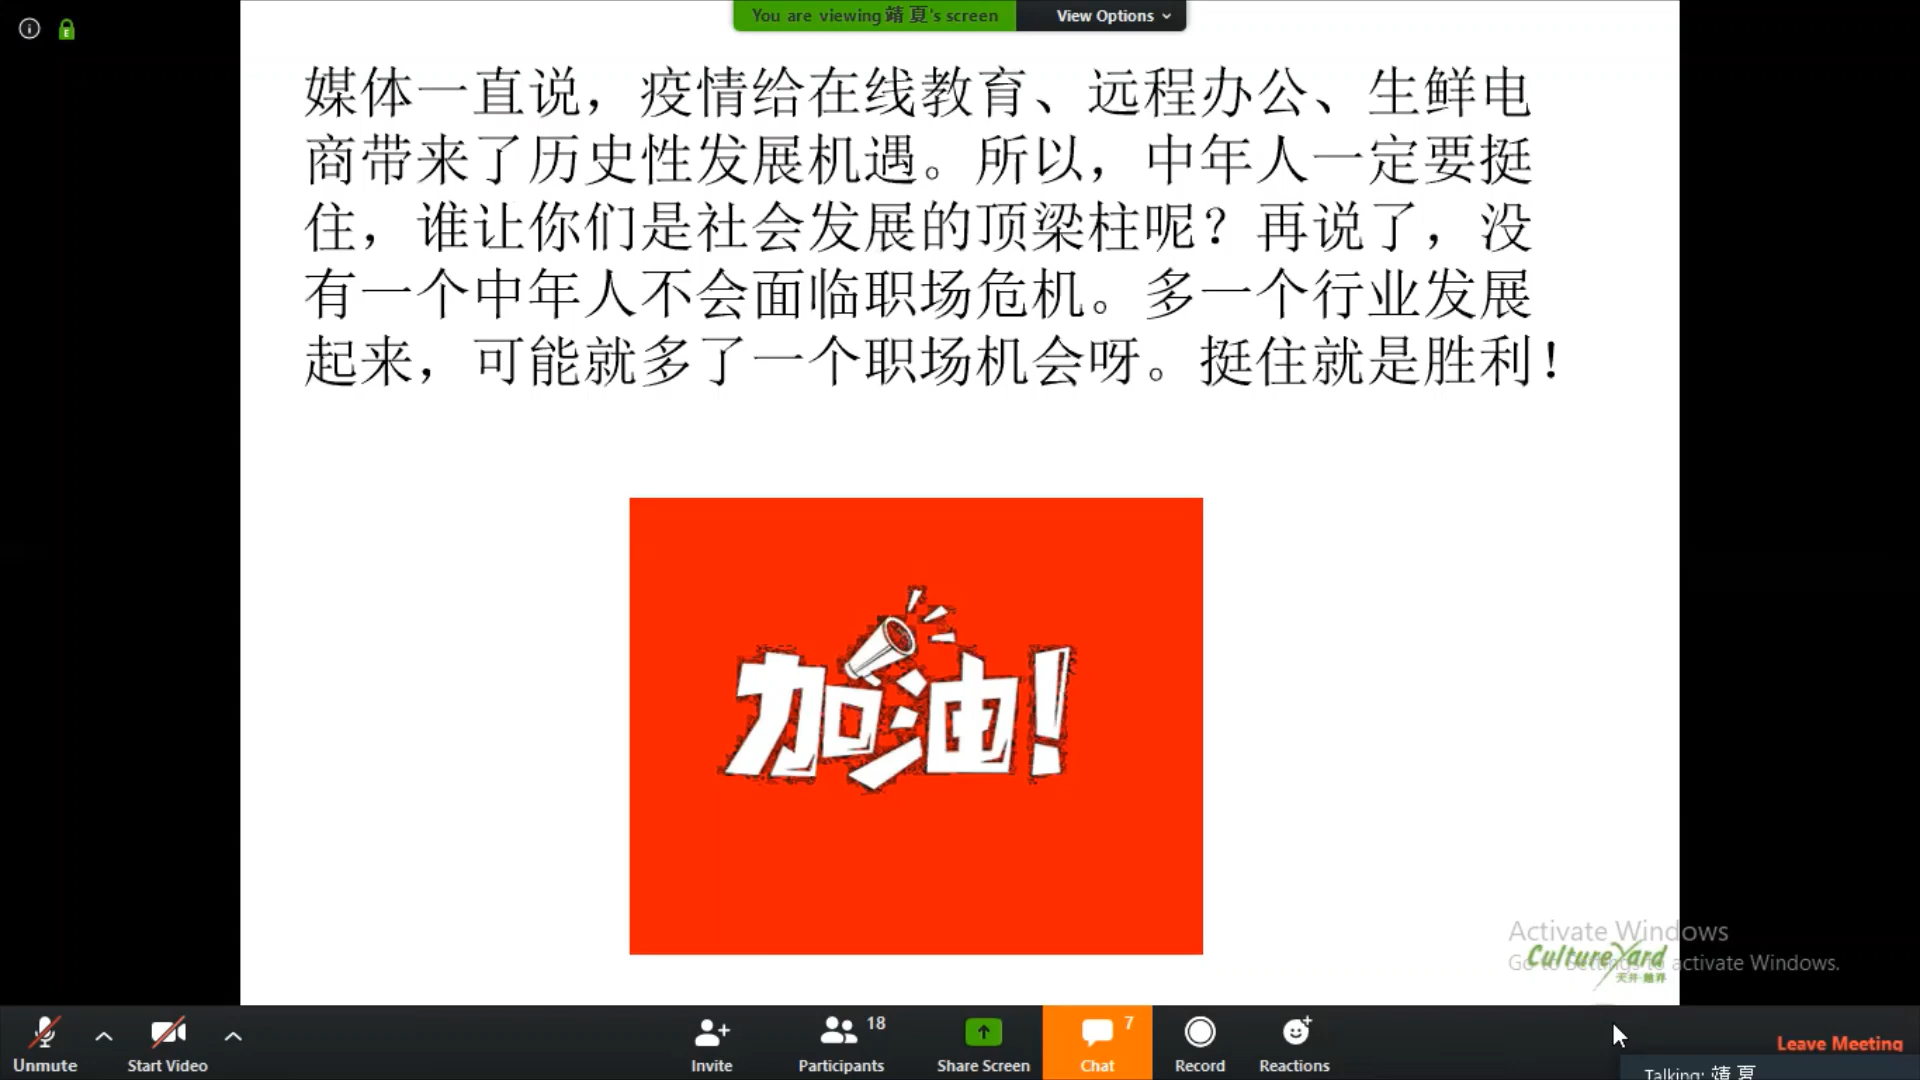 You are viewing 靖 夏's screen
View Options
媒体一直说，疫情给在线教育、远程办公、生鲜电
商带来了历史性发展机遇。所以，中年人一定要挺
住，谁让你们是社会发展的顶梁柱呢？再说了，没
有一个中年人不会面临职场危机。多一个行业发展
起来，可能就多了一个职场机会呀。挺住就是胜利！
加油！
Activate Windows
Go to Settings to activate Windows.
CultureYard
Unmute
Start Video
Invite
Participants
18
Share Screen
Chat
7
Record
Reactions
Leave Meeting
Talking: 靖 夏